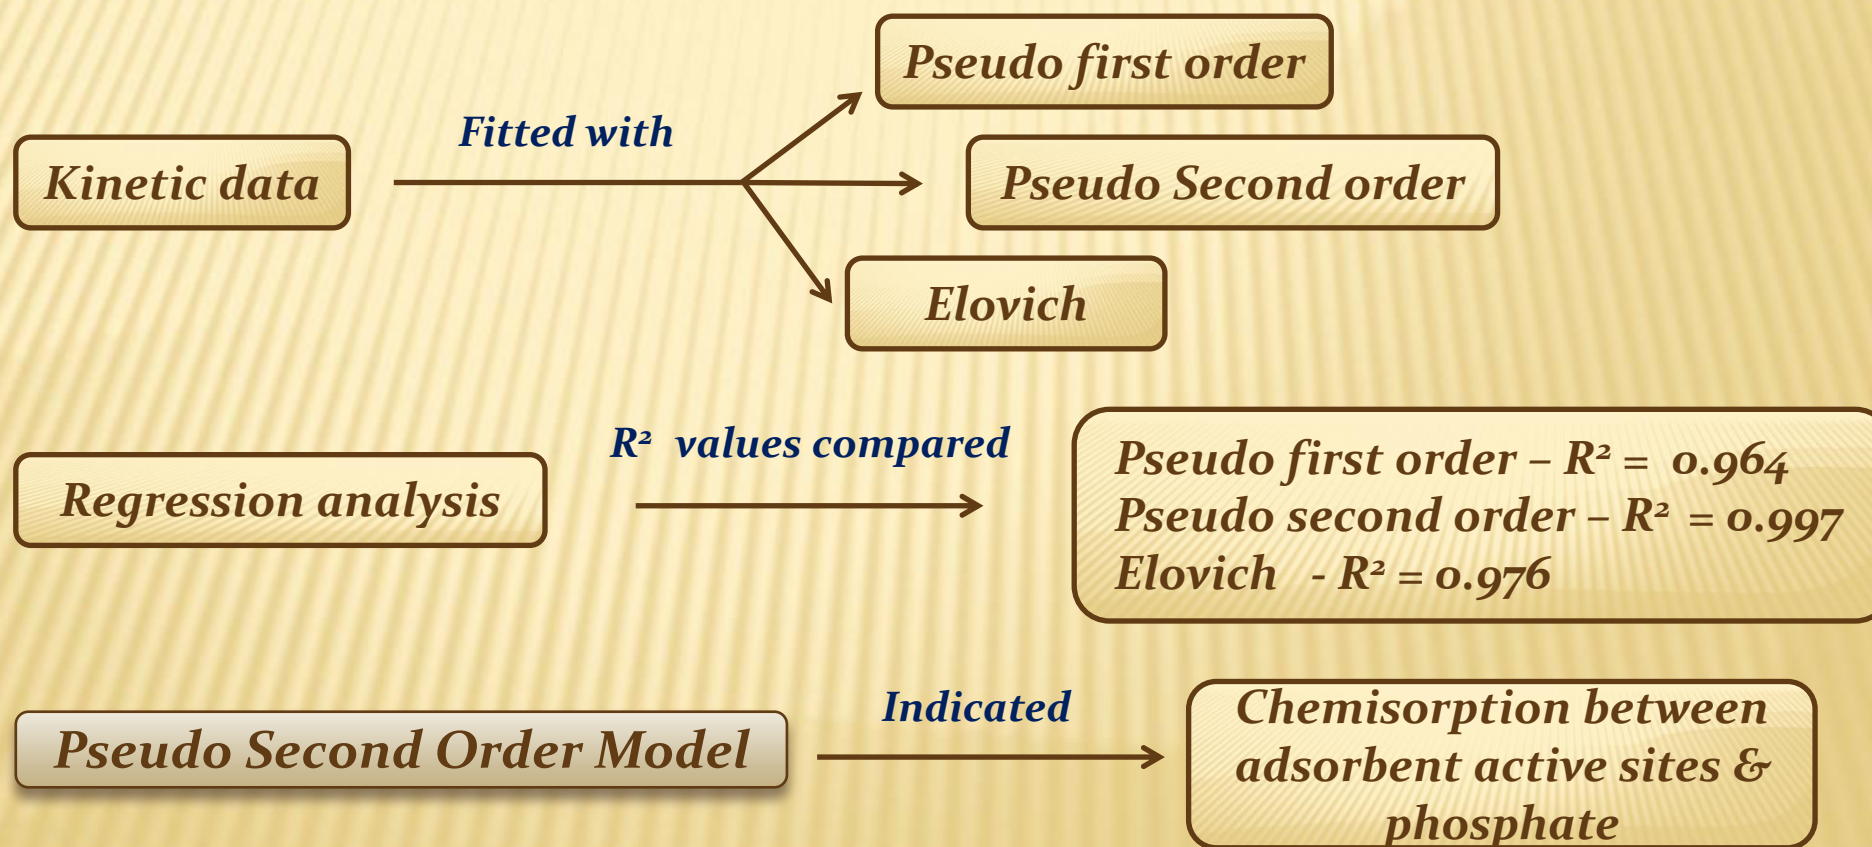 Pseudo first order
Fitted with
Kinetic data
Pseudo Second order
Elovich
R² values compared
Regression analysis
Pseudo first order – R² = 0.964
Pseudo second order – R² = 0.997
Elovich - R² = 0.976
Indicated
Pseudo Second Order Model
Chemisorption between
adsorbent active sites &
phosphate